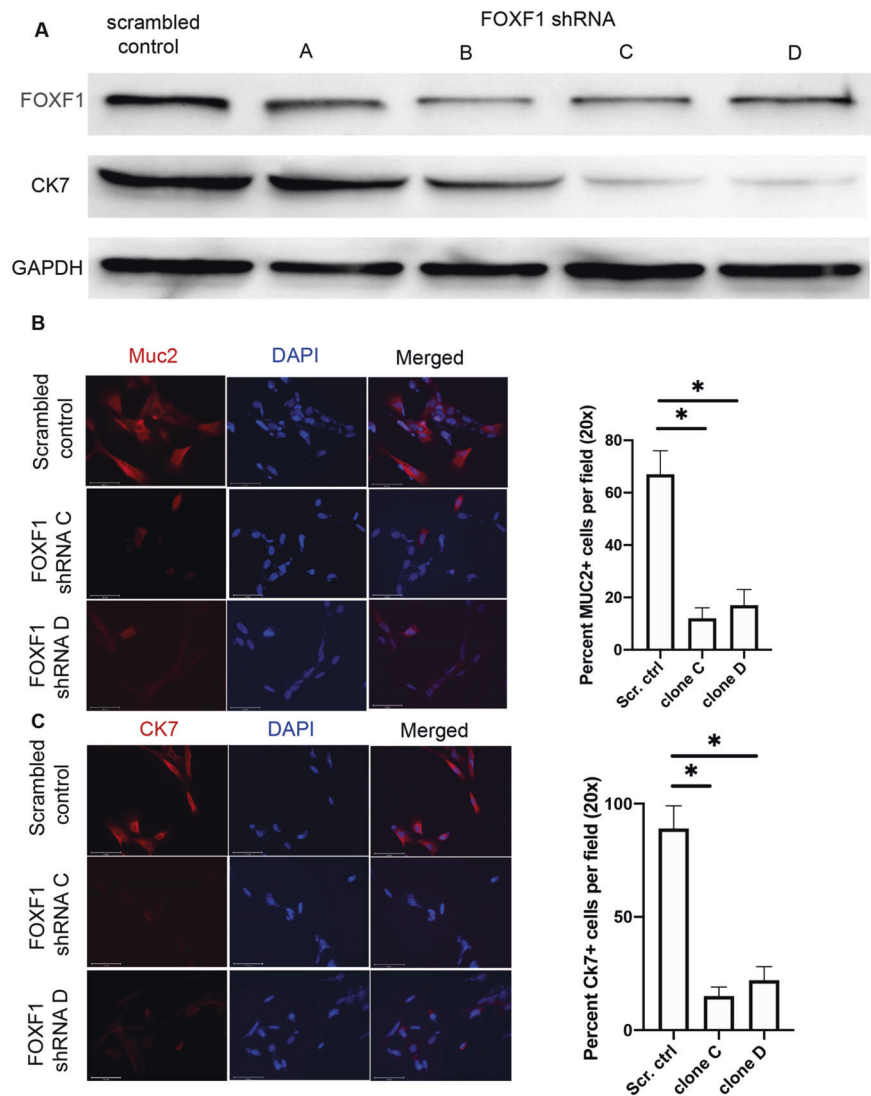 A
scrambled control
FOXF1 shRNA
A B C D
FOXF1
CK7
GAPDH
B
Muc2 DAPI Merged
Scrambled control
FOXF1 shRNA C
FOXF1 shRNA D
Percent MUC2+ cells per field (20x)
80
60
40
20
0
*
*
Scr. ctrl
clone C
clone D
C
CK7 DAPI Merged
Scrambled control
FOXF1 shRNA C
FOXF1 shRNA D
Percent Ck7+ cells per field (20x)
100
50
0
*
*
Scr. ctrl
clone C
clone D